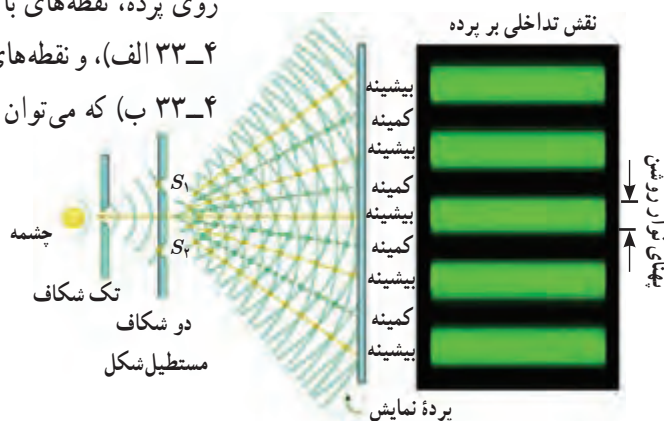 روی پرده، نقطه‌های با
۴ــ۳۳ الف)، و نقطه‌های
۴ــ۳۳ ب) که می‌توان
نقش تداخلی بر پرده
بیشینه
کمینه
بیشینه
کمینه
بیشینه
کمینه
بیشینه
کمینه
بیشینه
پهنای نوار روشن
S۱
S۲
چشمه
تک شکاف
دو شکاف
مستطیل‌شکل
پردهٔ نمایش